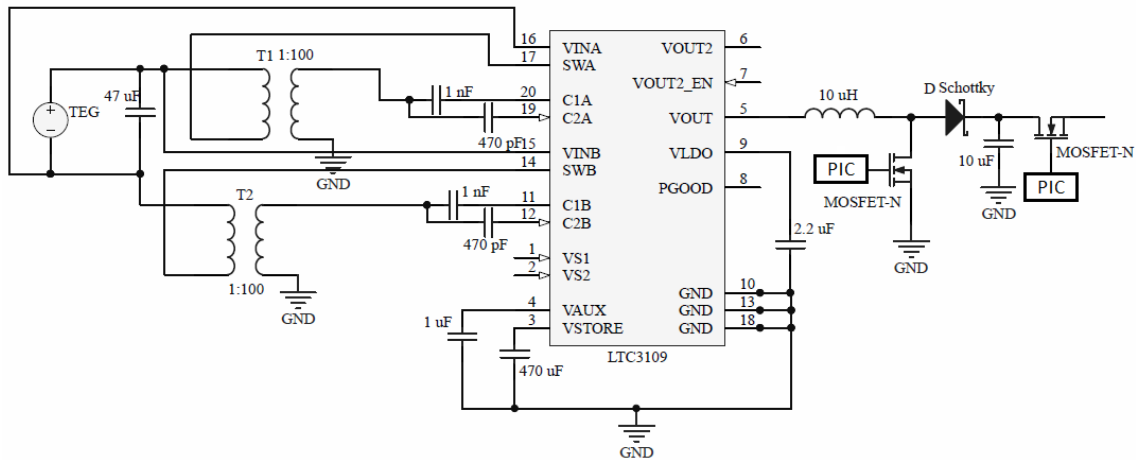 16 VINA VOUT2 6
T1 1:100
17 SWA
VOUT2_EN 7
D Schottky
47 uF
1 nF
10 uH
TEG
20 C1A
19 C2A
VOUT 5
470 pF
10 uF
MOSFET-N
15 VINB VLDO 9
14 SWB
GND
PIC
PIC
PGOOD 8
T2
1 nF
MOSFET-N
GND
11 C1B
12 C2B
2.2 uF
470 pF
GND
1 VS1
2 VS2
1:100
GND 10
GND 13
GND 18
GND
4 VAUX
1 uF
3 VSTORE
LTC3109
470 uF
GND